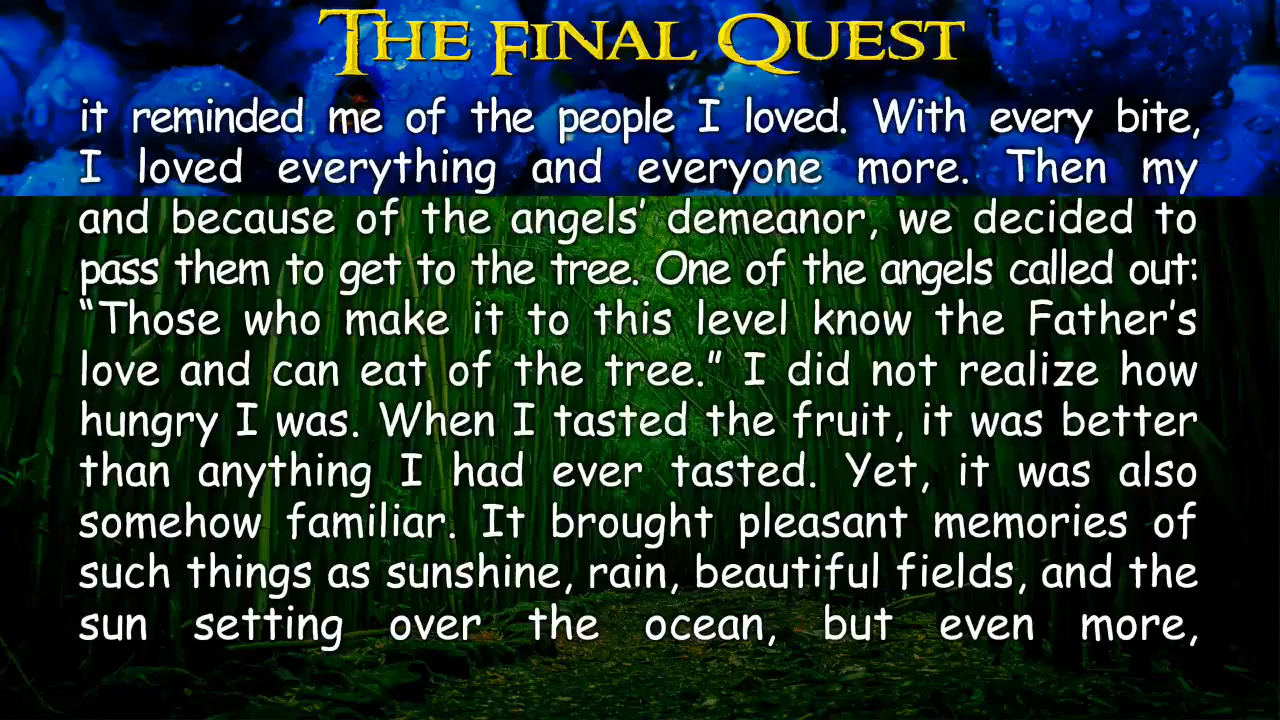 The Final Quest
it reminded me of the people I loved. With every bite,
I loved everything and everyone more. Then my
and because of the angels’ demeanor, we decided to
pass them to get to the tree. One of the angels called out:
“Those who make it to this level know the Father’s
love and can eat of the tree.” I did not realize how
hungry I was. When I tasted the fruit, it was better
than anything I had ever tasted. Yet, it was also
somehow familiar. It brought pleasant memories of
such things as sunshine, rain, beautiful fields, and the
sun setting over the ocean, but even more,